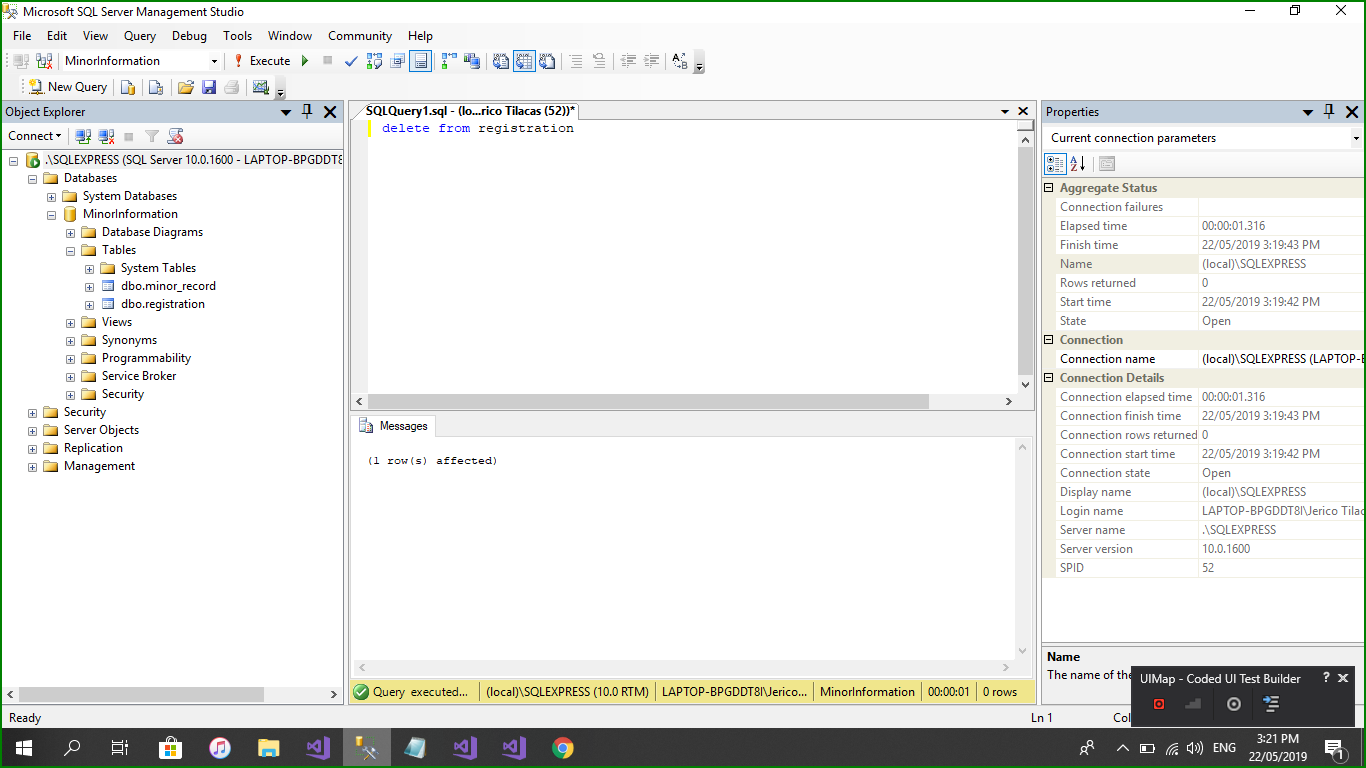 Microsoft SQL Server Management Studio
File Edit View Query Debug Tools Window Community Help
MinorInformation Execute
New Query
Object Explorer
Connect
.\SQLEXPRESS (SQL Server 10.0.1600 - LAPTOP-BPGDDT8
Databases
System Databases
MinorInformation
Database Diagrams
Tables
System Tables
dbo.minor_record
dbo.registration
Views
Synonyms
Programmability
Service Broker
Security
Security
Server Objects
Replication
Management
SQLQuery1.sql - (lo...rico Tilacas (52))*
delete from registration
Messages
(1 row(s) affected)
Query executed... (local)\SQLEXPRESS (10.0 RTM) LAPTOP-BPGDDT8I\Jerico... MinorInformation 00:00:01 0 rows
Properties
Current connection parameters
Aggregate Status
Connection failures
Elapsed time 00:00:01.316
Finish time 22/05/2019 3:19:43 PM
Name (local)\SQLEXPRESS
Rows returned 0
Start time 22/05/2019 3:19:42 PM
State Open
Connection
Connection name (local)\SQLEXPRESS (LAPTOP-B
Connection Details
Connection elapsed time 00:00:01.316
Connection finish time 22/05/2019 3:19:43 PM
Connection rows returned 0
Connection start time 22/05/2019 3:19:42 PM
Connection state Open
Display name (local)\SQLEXPRESS
Login name LAPTOP-BPGDDT8I\Jerico Tilac
Server name .\SQLEXPRESS
Server version 10.0.1600
SPID 52
Name
The name of the
UIMap - Coded UI Test Builder ?
Ready Ln 1 Col
ENG 3:21 PM
22/05/2019
1